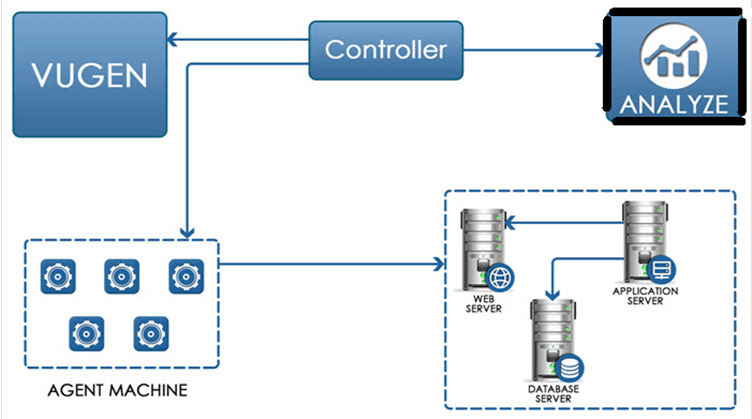 VUGEN
Controller
ANALYZE
WEB
SERVER
APPLICATION
SERVER
DATABASE
SERVER
AGENT MACHINE